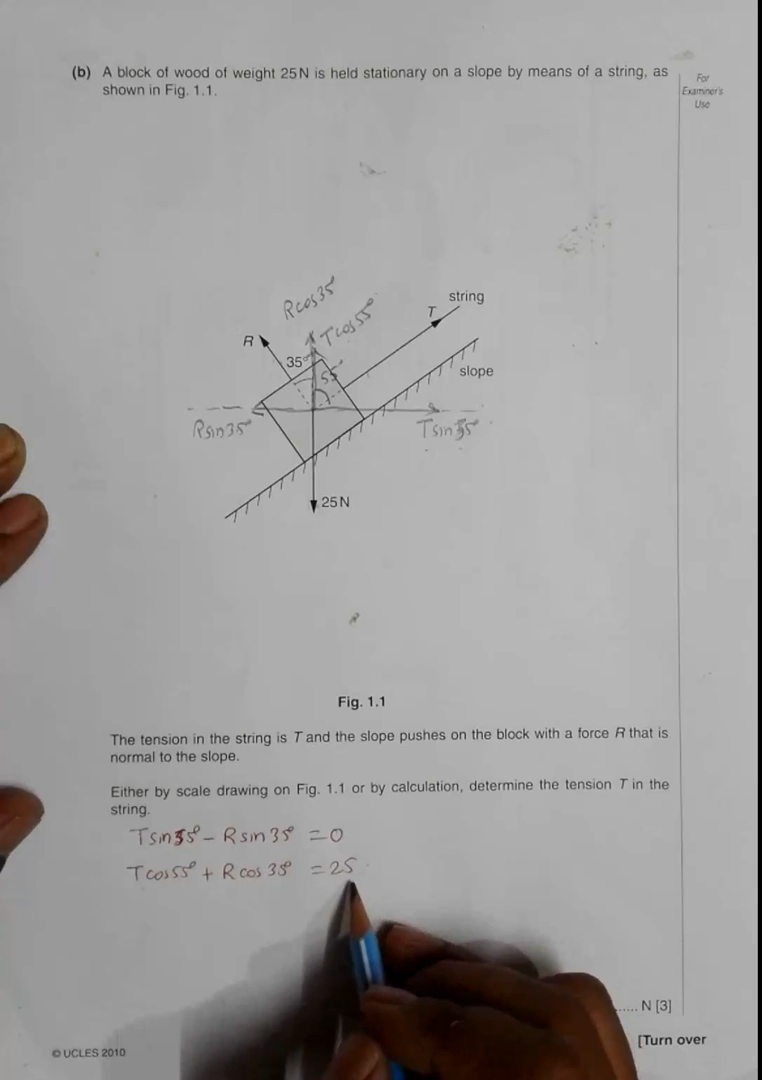 (b) A block of wood of weight 25 N is held stationary on a slope by means of a string, as
shown in Fig. 1.1.
For
Examiner's
Use
Rcos35°
Tcos55°
string
T
R
35°
55°
slope
Rsin35°
Tsin55°
25 N
Fig. 1.1
The tension in the string is T and the slope pushes on the block with a force R that is
normal to the slope.
Either by scale drawing on Fig. 1.1 or by calculation, determine the tension T in the
string.
Tsin55° – Rsin35° = 0
Tcos55° + Rcos35° = 25
...... N [3]
© UCLES 2010
[Turn over